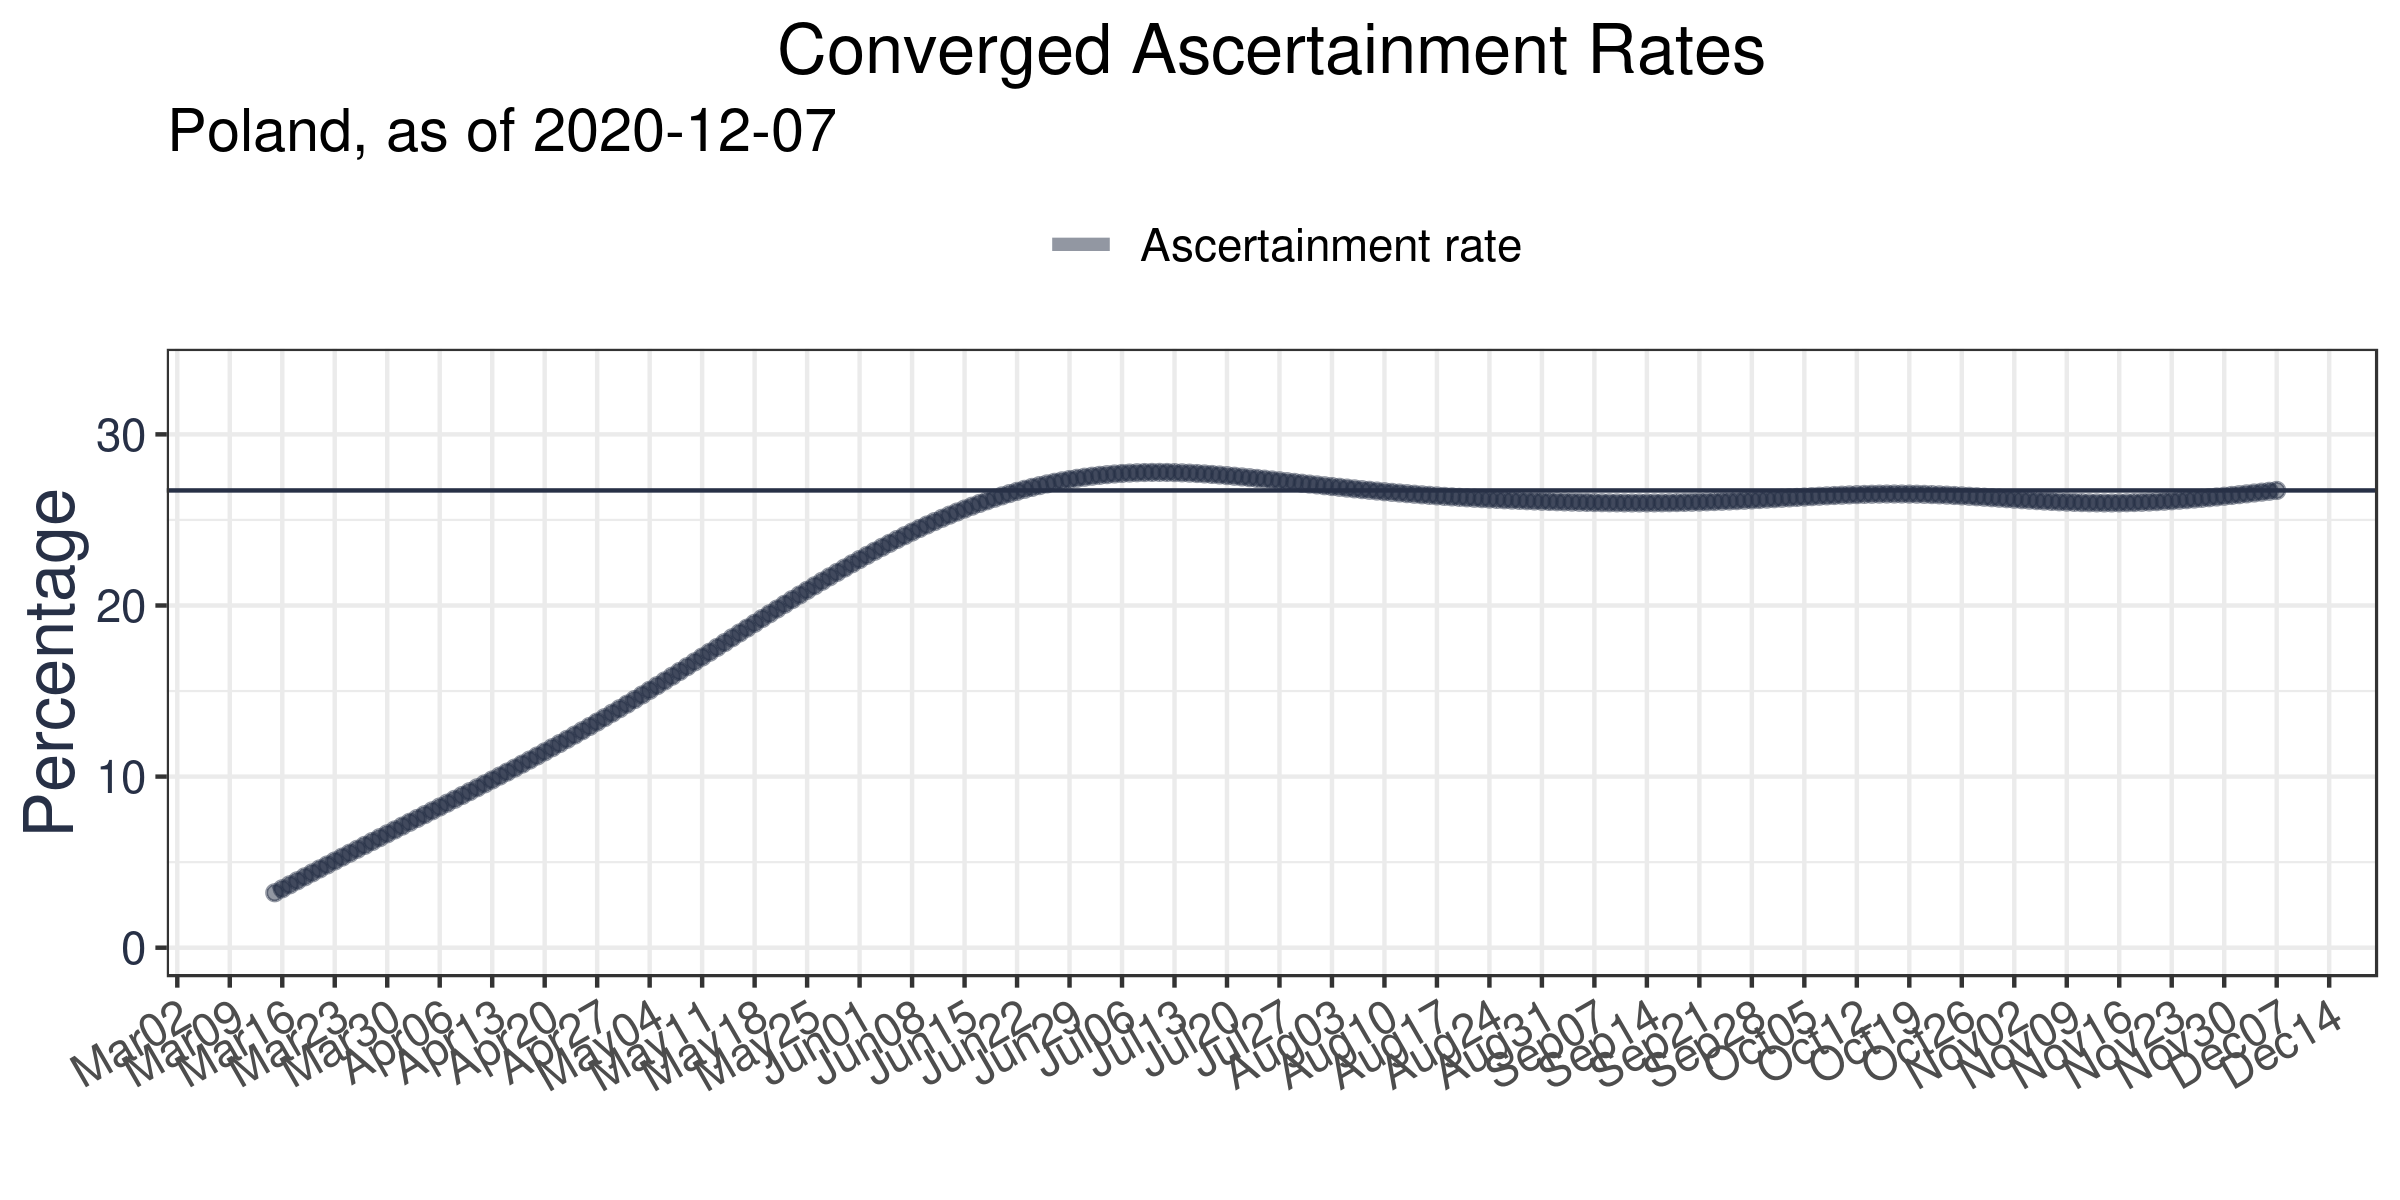 Converged Ascertainment Rates
Poland, as of 2020-12-07
Ascertainment rate
Percentage
30
20
10
0
Mar02
Mar09
Mar16
Mar23
Mar30
Apr06
Apr13
Apr20
Apr27
May04
May11
May18
May25
Jun01
Jun08
Jun15
Jun22
Jun29
Jul06
Jul13
Jul20
Jul27
Aug03
Aug10
Aug17
Aug24
Aug31
Sep07
Sep14
Sep21
Sep28
Oct05
Oct12
Oct19
Oct26
Nov02
Nov09
Nov16
Nov23
Nov30
Dec07
Dec14